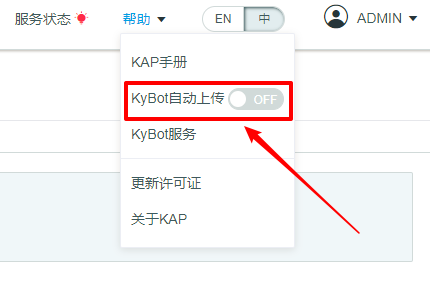 服务状态 帮助 EN 中 ADMIN
KAP手册
KyBot自动上传 OFF
KyBot服务
更新许可证
关于KAP